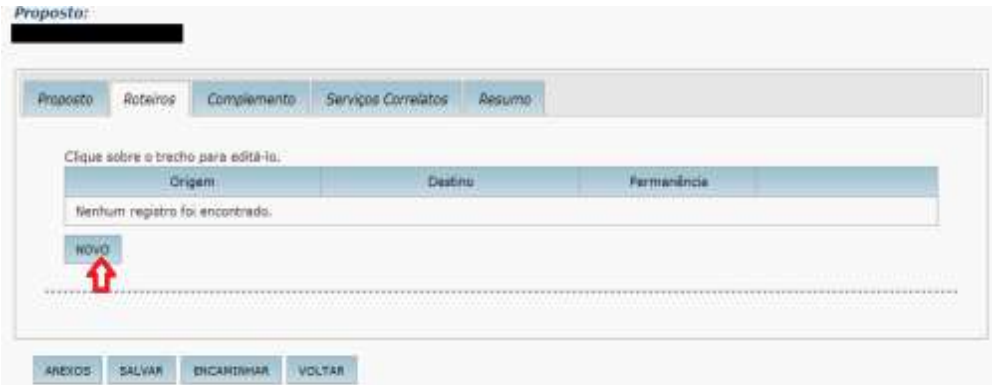 Proposto:
Proposto Roteiros Complemento Serviços Correlatos Resumo
Clique sobre o trecho para editá-lo.
Origem Destino Permanência
Nenhum registro foi encontrado.
NOVO
ANEXOS SALVAR ENCAMINHAR VOLTAR